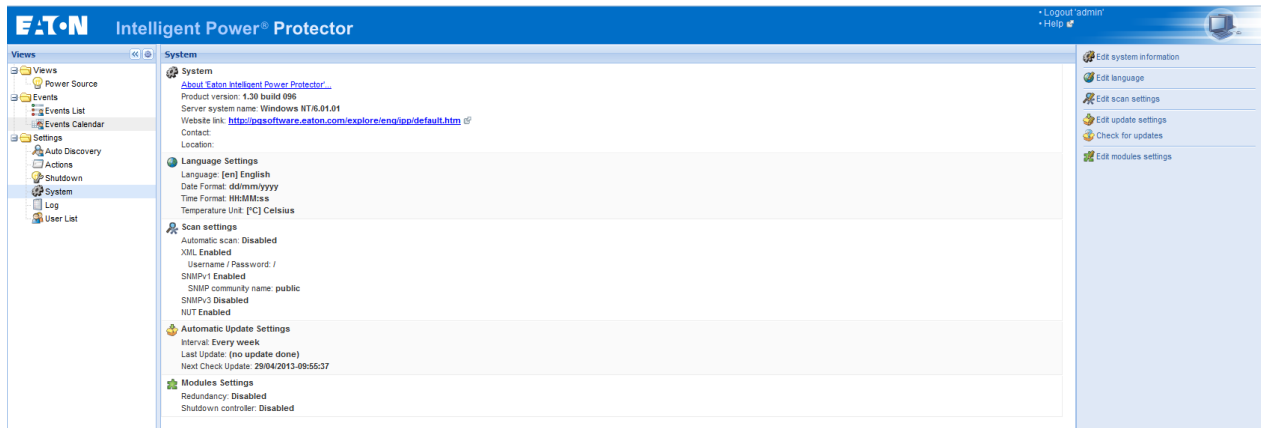 EATON Intelligent Power® Protector
• Logout 'admin'
• Help
Views
Views
Power Source
Events
Events List
Events Calendar
Settings
Auto Discovery
Actions
Shutdown
System
Log
User List
System
System
About 'Eaton Intelligent Power Protector'...
Product version: 1.30 build 096
Server system name: Windows NT/6.01.01
Website link: http://pqsoftware.eaton.com/explore/eng/ipp/default.htm
Contact:
Location:
Language Settings
Language: [en] English
Date Format: dd/mm/yyyy
Time Format: HH:MM:ss
Temperature Unit: [°C] Celsius
Scan settings
Automatic scan: Disabled
XML Enabled
Username / Password: /
SNMPv1 Enabled
SNMP community name: public
SNMPv3 Disabled
NUT Enabled
Automatic Update Settings
Interval: Every week
Last Update: (no update done)
Next Check Update: 29/04/2013-09:55:37
Modules Settings
Redundancy: Disabled
Shutdown controller: Disabled
Edit system information
Edit language
Edit scan settings
Edit update settings
Check for updates
Edit modules settings